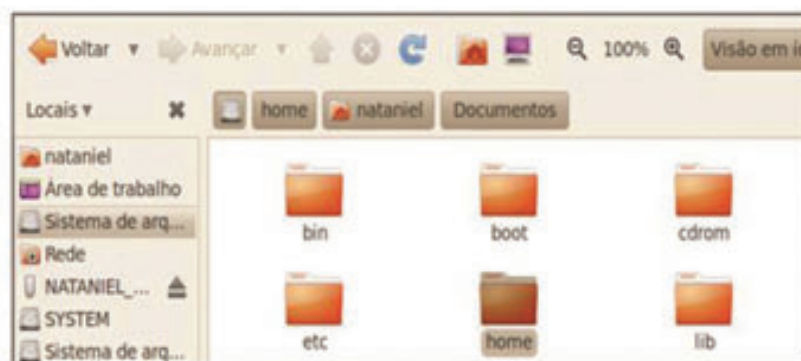 Voltar Avançar 100% Visão em í
Locais home nataniel Documentos
nataniel
Área de trabalho
Sistema de arq...
Rede
NATANIEL_...
SYSTEM
Sistema de arq...
bin boot cdrom
etc home lib